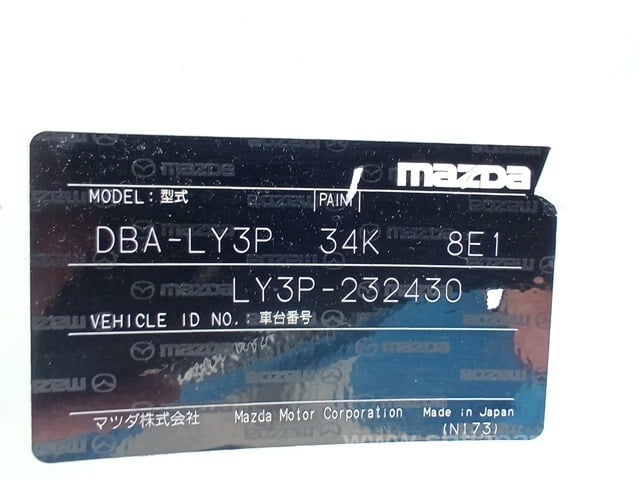 mazda
MODEL:型式 PAINT
DBA-LY3P 34K 8E1
LY3P-232430
VEHICLE ID NO.:車台番号
マツダ株式会社 Mazda Motor Corporation Made in Japan
(N173)